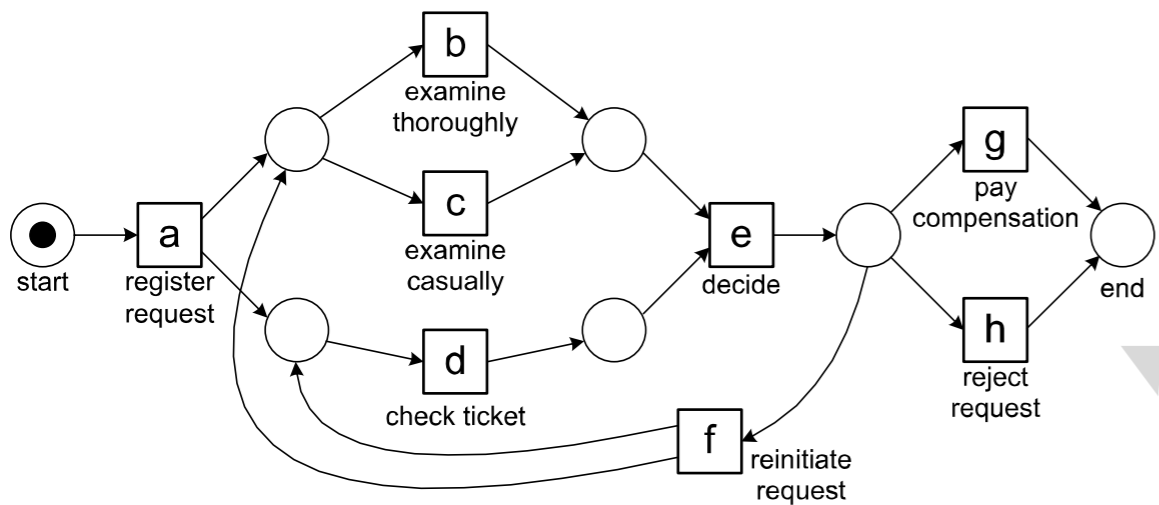 b
examine
thoroughly
g
pay
compensation
c
examine
casually
start
a
register
request
e
decide
end
d
check ticket
h
reject
request
f
reinitiate
request